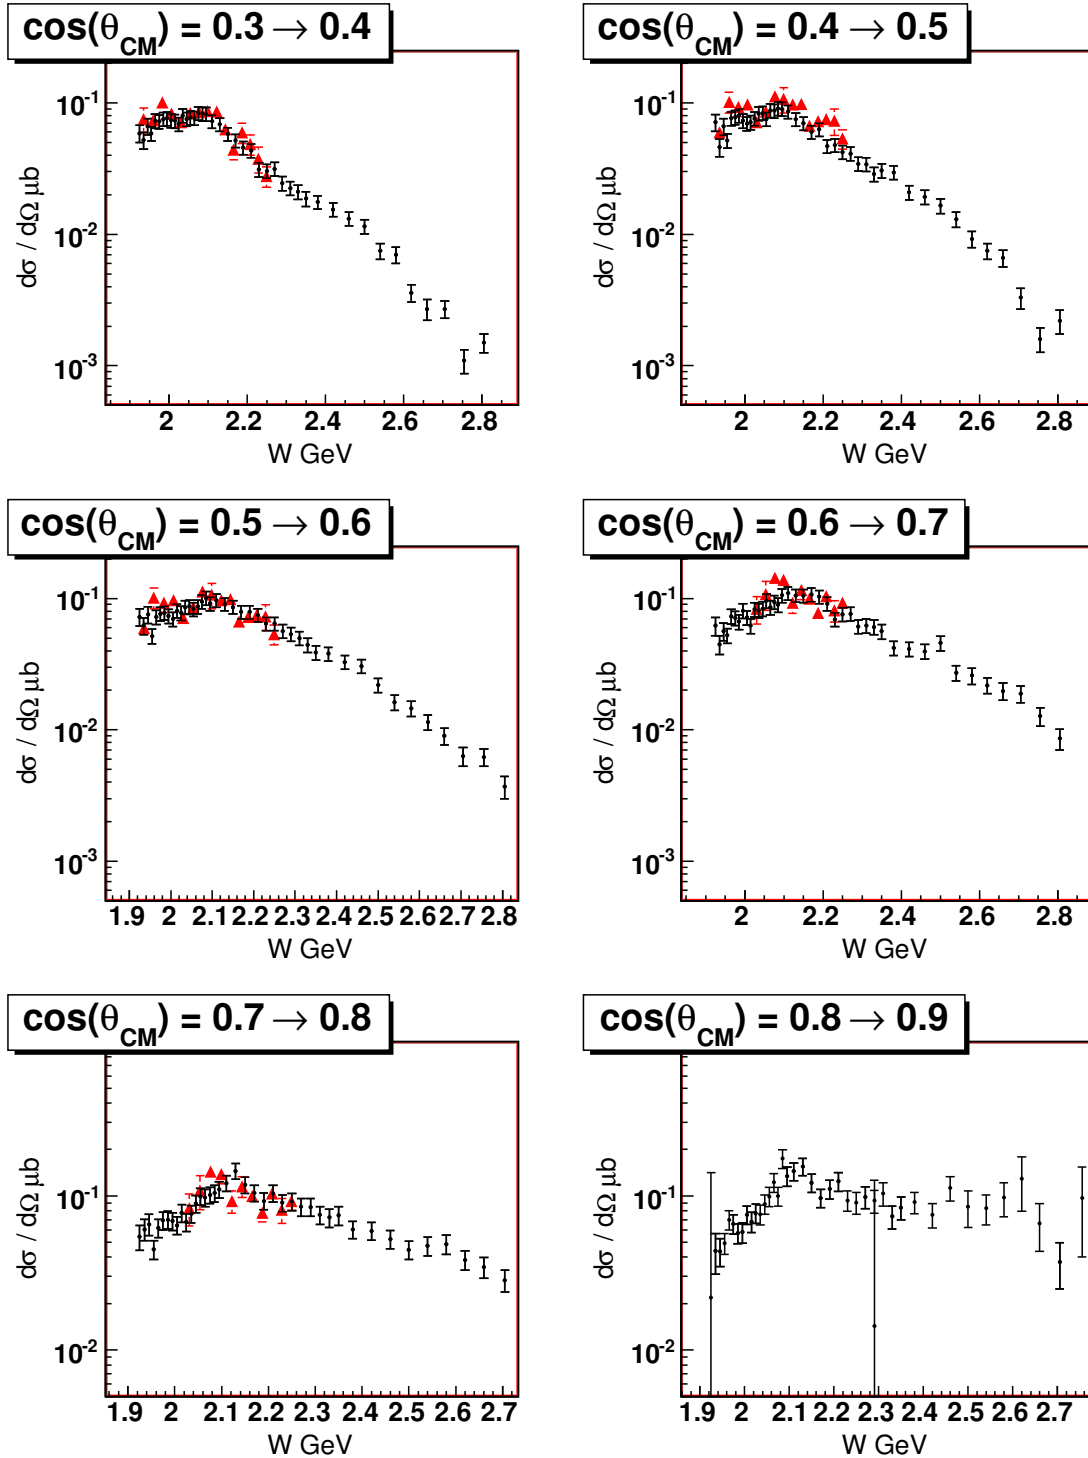 cos(θCM) = 0.3 → 0.4
dσ / dΩ μb
10-1
10-2
10-3
2 2.2 2.4 2.6 2.8
W GeV
cos(θCM) = 0.4 → 0.5
dσ / dΩ μb
10-1
10-2
10-3
2 2.2 2.4 2.6 2.8
W GeV
cos(θCM) = 0.5 → 0.6
dσ / dΩ μb
10-1
10-2
10-3
1.9 2 2.1 2.2 2.3 2.4 2.5 2.6 2.7 2.8
W GeV
cos(θCM) = 0.6 → 0.7
dσ / dΩ μb
10-1
10-2
10-3
2 2.2 2.4 2.6 2.8
W GeV
cos(θCM) = 0.7 → 0.8
dσ / dΩ μb
10-1
10-2
1.9 2 2.1 2.2 2.3 2.4 2.5 2.6 2.7
W GeV
cos(θCM) = 0.8 → 0.9
dσ / dΩ μb
10-1
10-2
1.9 2 2.1 2.2 2.3 2.4 2.5 2.6 2.7
W GeV